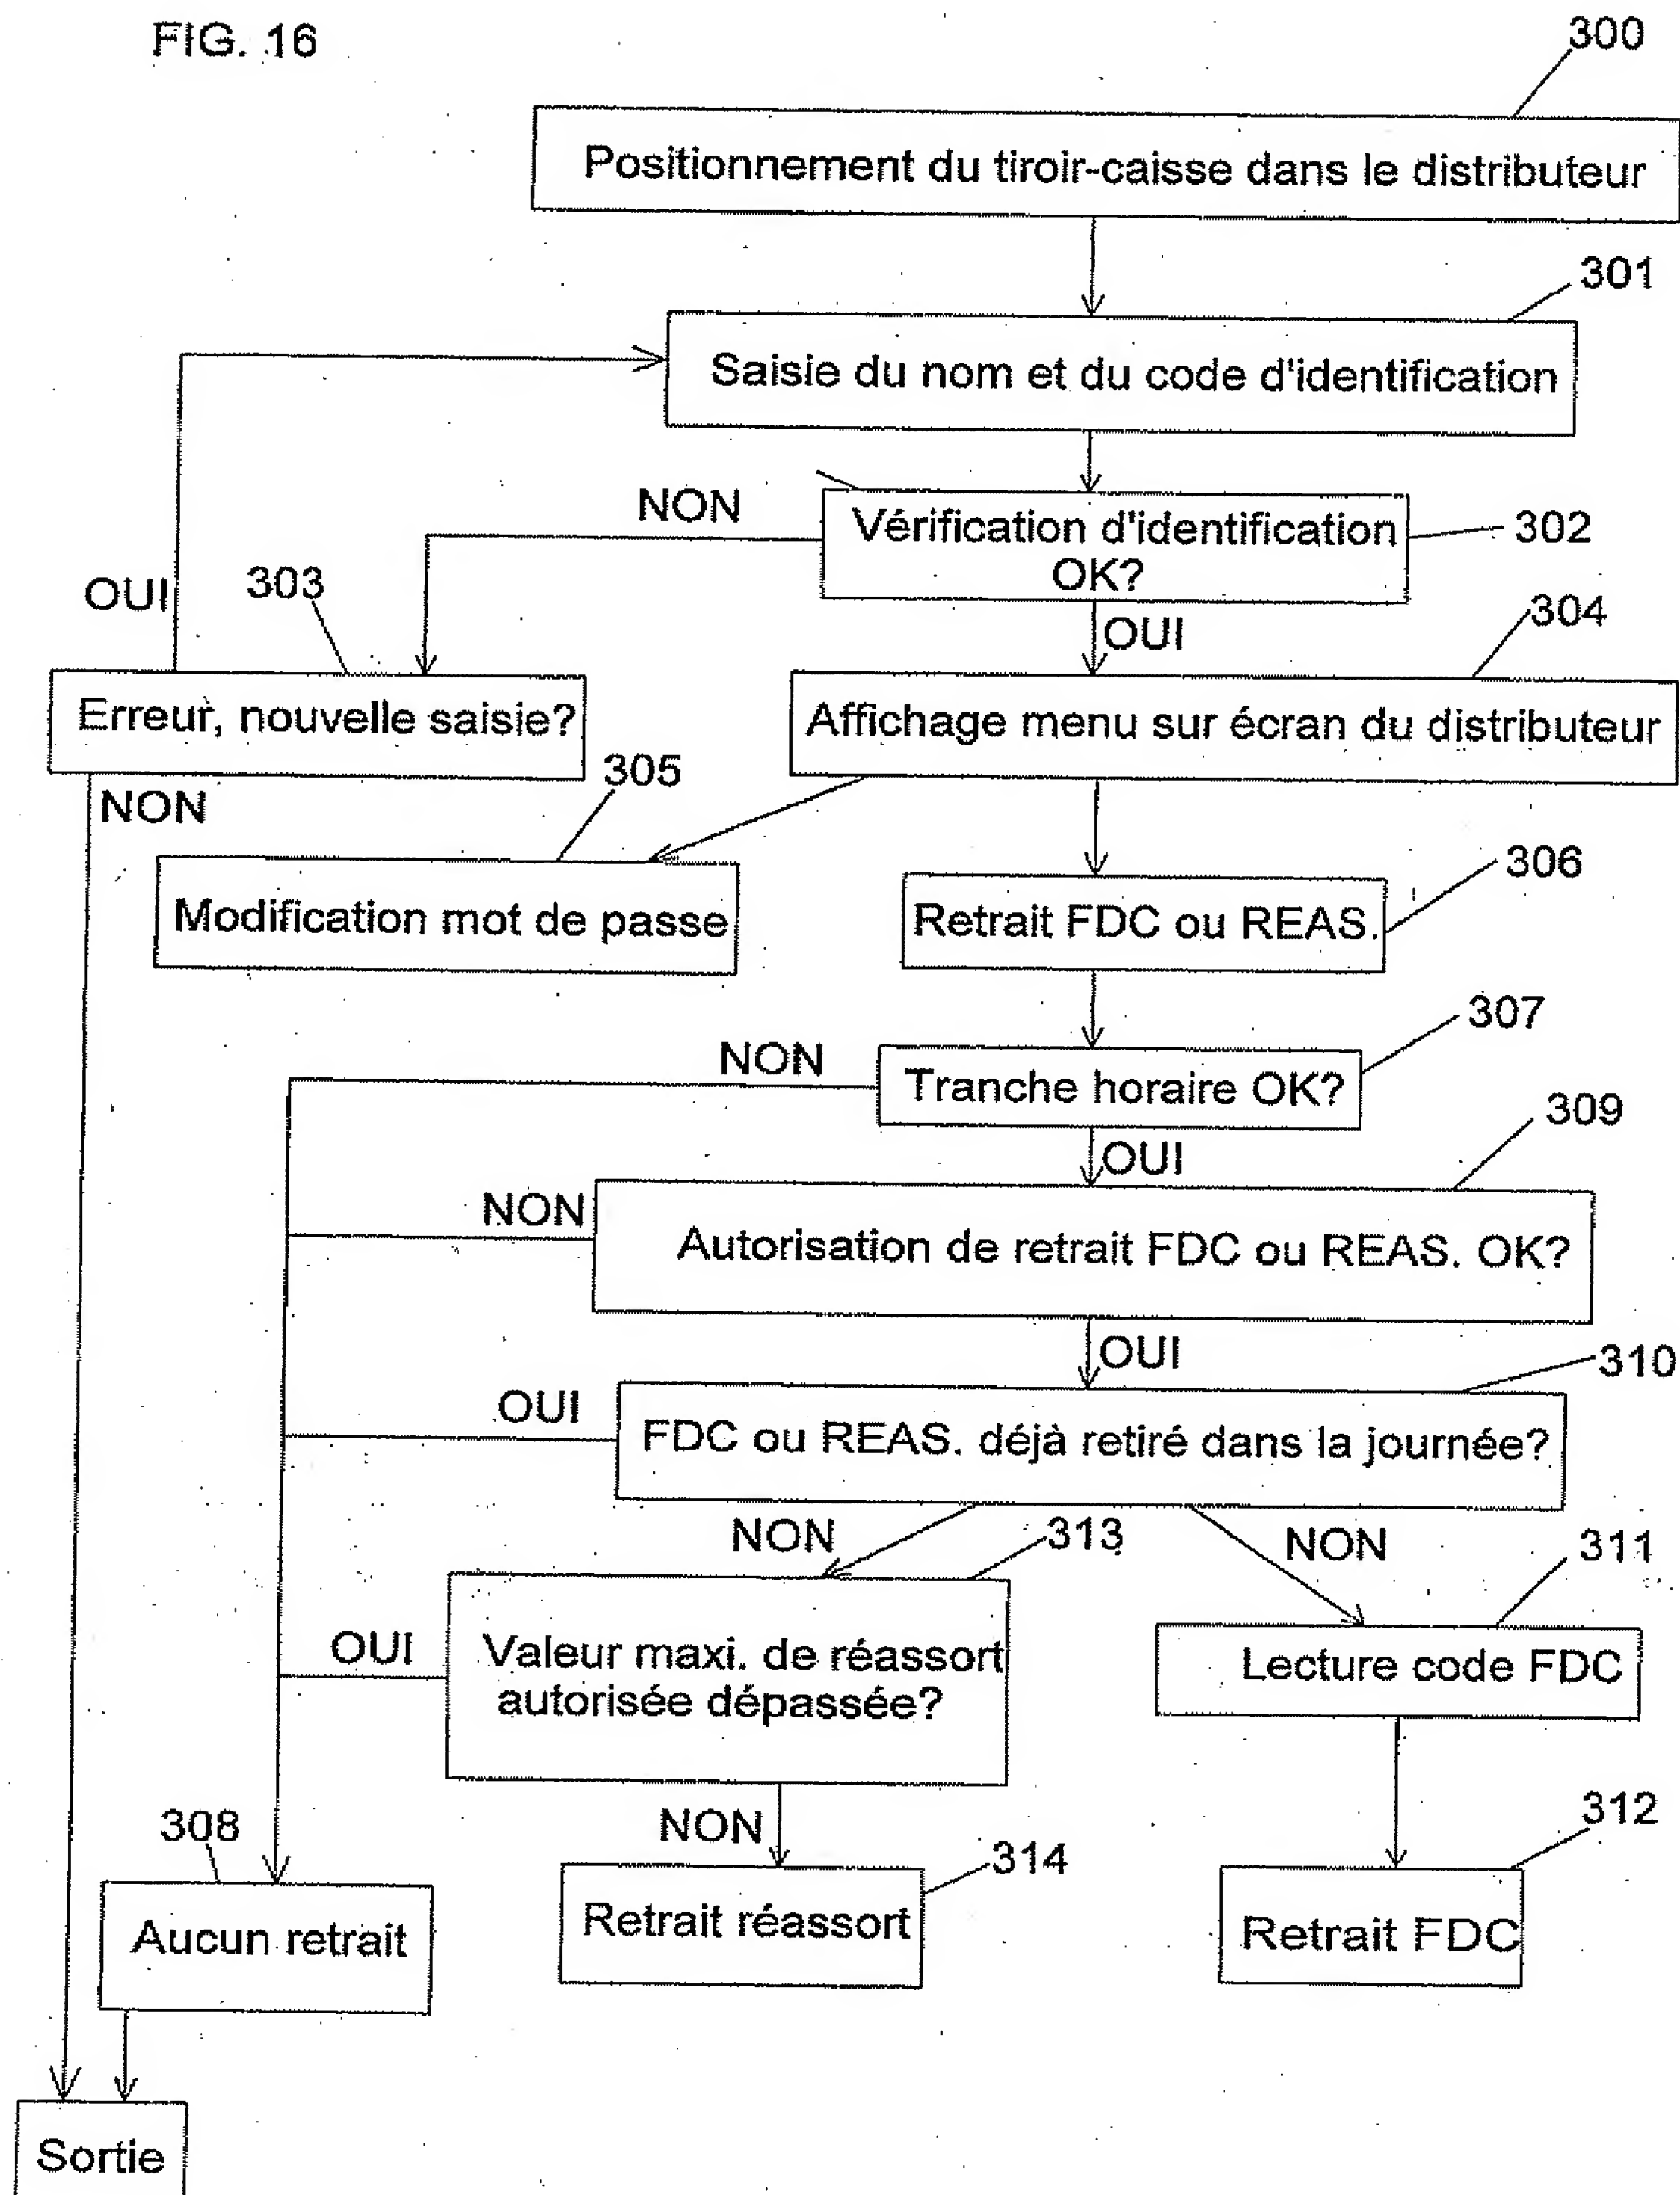 FIG. 16
300
Positionnement du tiroir-caisse dans le distributeur
301
Saisie du nom et du code d'identification
NON
Vérification d'identification
OK?
302
OUI
303
OUI
304
Erreur, nouvelle saisie?
Affichage menu sur écran du distributeur
NON
305
Modification mot de passe
306
Retrait FDC ou REAS.
307
NON
Tranche horaire OK?
309
OUI
NON
Autorisation de retrait FDC ou REAS. OK?
OUI
310
OUI
FDC ou REAS. déjà retiré dans la journée?
NON
313
NON
311
OUI
Valeur maxi. de réassort
autorisée dépassée?
Lecture code FDC
308
NON
314
312
Aucun retrait
Retrait réassort
Retrait FDC
Sortie